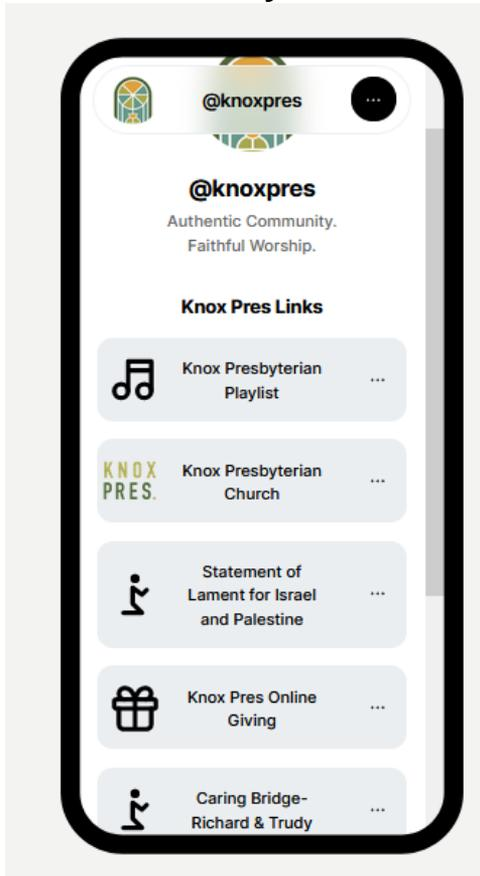 @knoxpres
...
@knoxpres
Authentic Community.
Faithful Worship.
Knox Pres Links
Knox Presbyterian
Playlist
...
KNOX
PRES.
Knox Presbyterian
Church
...
Statement of
Lament for Israel
and Palestine
...
Knox Pres Online
Giving
...
Caring Bridge-
Richard & Trudy
...